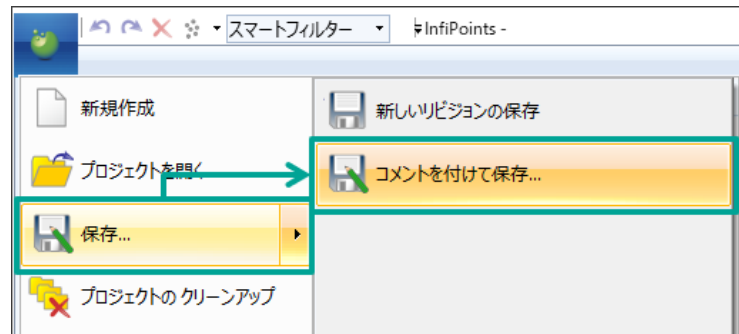 スマートフィルター InfiPoints -
新規作成
プロジェクトを開く
保存...
プロジェクトの クリーンアップ
新しいリビジョンの保存
コメントを付けて保存...